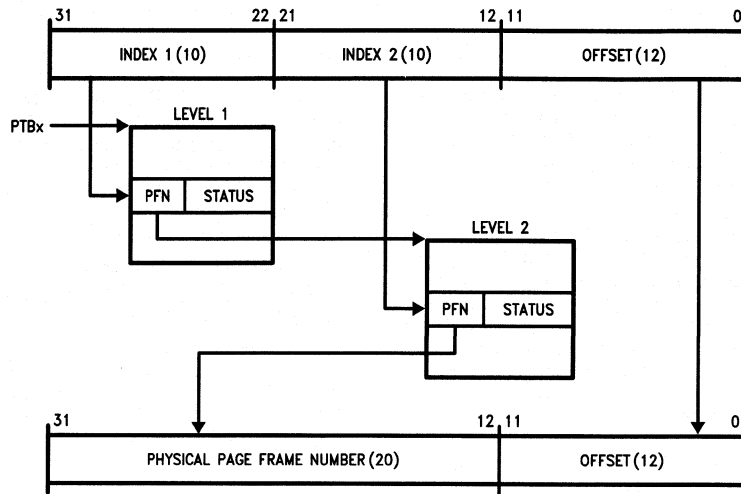 31 22 21 12 11 0
INDEX 1 (10) INDEX 2 (10) OFFSET (12)
LEVEL 1
PTBx
PFN STATUS
LEVEL 2
PFN STATUS
31 12 11 0
PHYSICAL PAGE FRAME NUMBER (20) OFFSET (12)